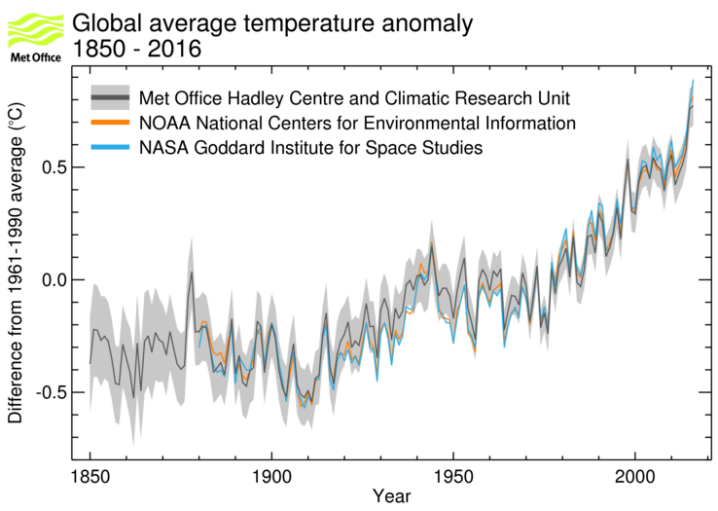 Met Office
Global average temperature anomaly
1850 - 2016
Met Office Hadley Centre and Climatic Research Unit
NOAA National Centers for Environmental Information
NASA Goddard Institute for Space Studies
Difference from 1961-1990 average (°C)
0.5
0.0
-0.5
1850
1900
1950
2000
Year